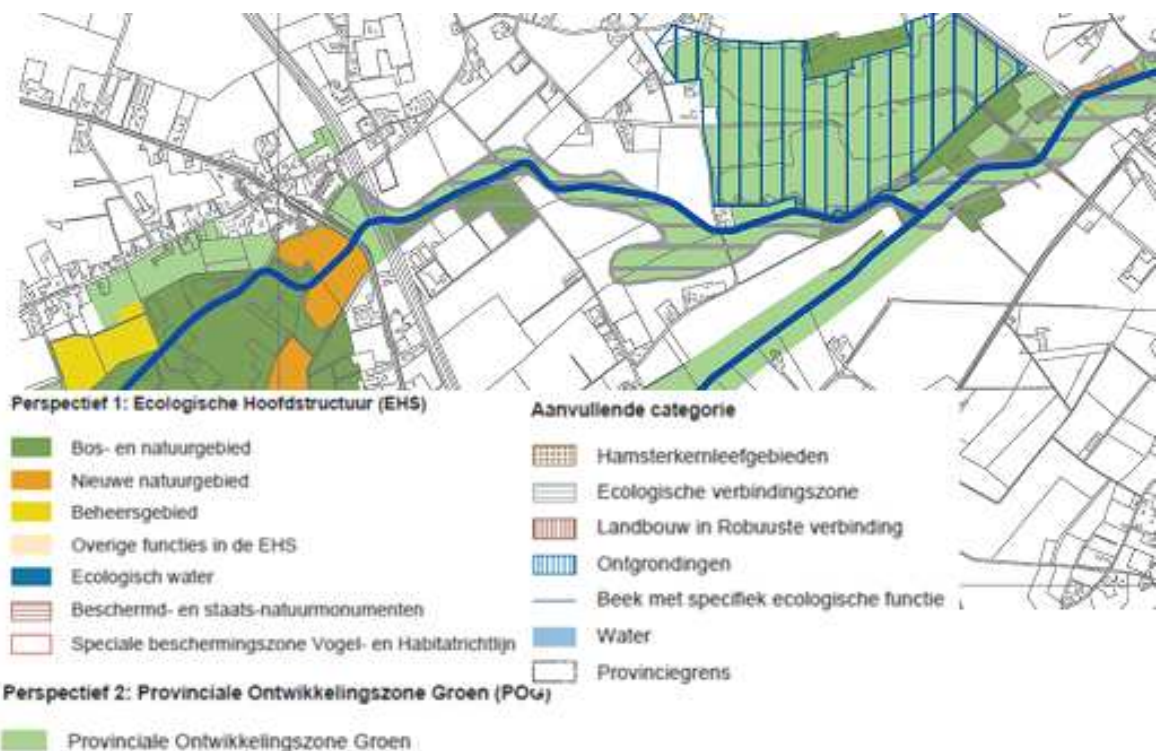 Perspectief 1: Ecologische Hoofdstructuur (EHS)
Bos- en natuurgebied
Nieuwe natuurgebied
Beheersgebied
Overige functies in de EHS
Ecologisch water
Beschermd- en staats-natuurmonumenten
Speciale beschermingszone Vogel- en Habitatrichtlijn
Perspectief 2: Provinciale Ontwikkelingszone Groen (POG)
Provinciale Ontwikkelingszone Groen
Aanvullende categorie
Hamsterkernleefgebieden
Ecologische verbindingszone
Landbouw in Robuuste verbinding
Ontgrondingen
Beek met specifiek ecologische functie
Water
Provinciegrens